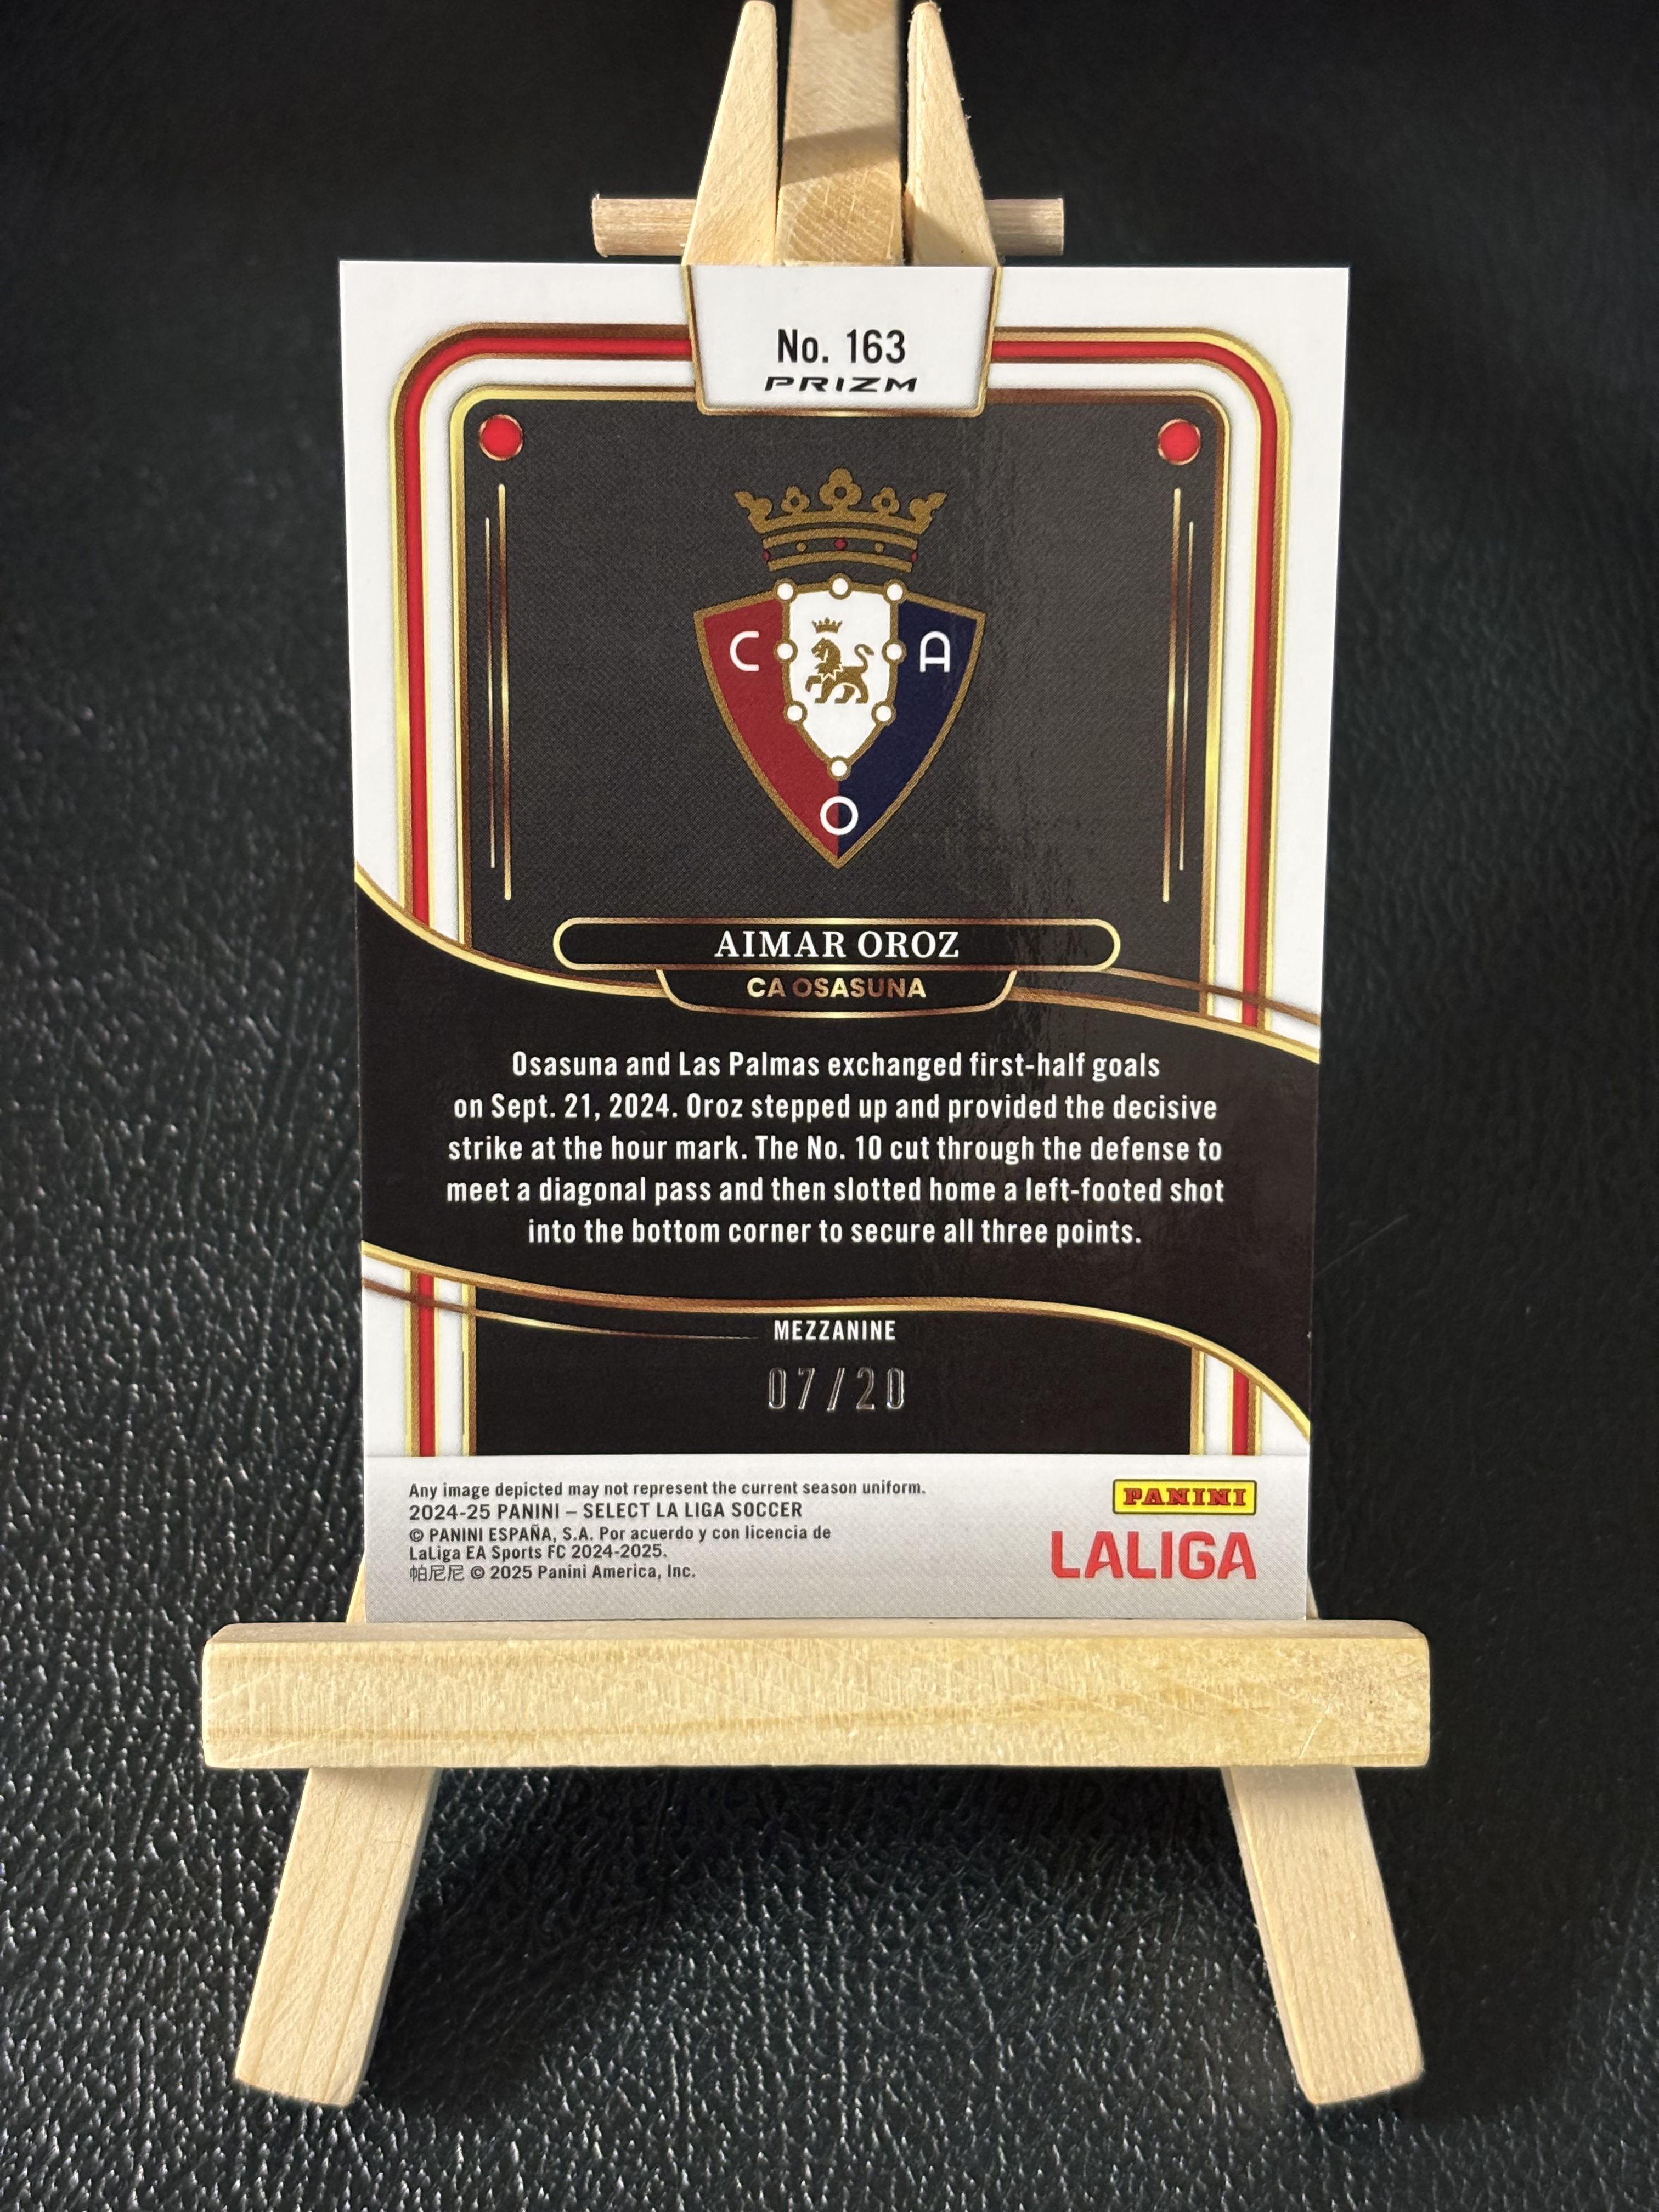 No. 163
PRIZM
C A
O
AIMAR OROZ
CA OSASUNA
Osasuna and Las Palmas exchanged first-half goals
on Sept. 21, 2024. Oroz stepped up and provided the decisive
strike at the hour mark. The No. 10 cut through the defense to
meet a diagonal pass and then slotted home a left-footed shot
into the bottom corner to secure all three points.
MEZZANINE
07/20
Any image depicted may not represent the current season uniform.
2024-25 PANINI – SELECT LA LIGA SOCCER
© PANINI ESPAÑA, S.A. Por acuerdo y con licencia de
LaLiga EA Sports FC 2024-2025.
帕尼尼 © 2025 Panini America, Inc.
PANINI
LALIGA